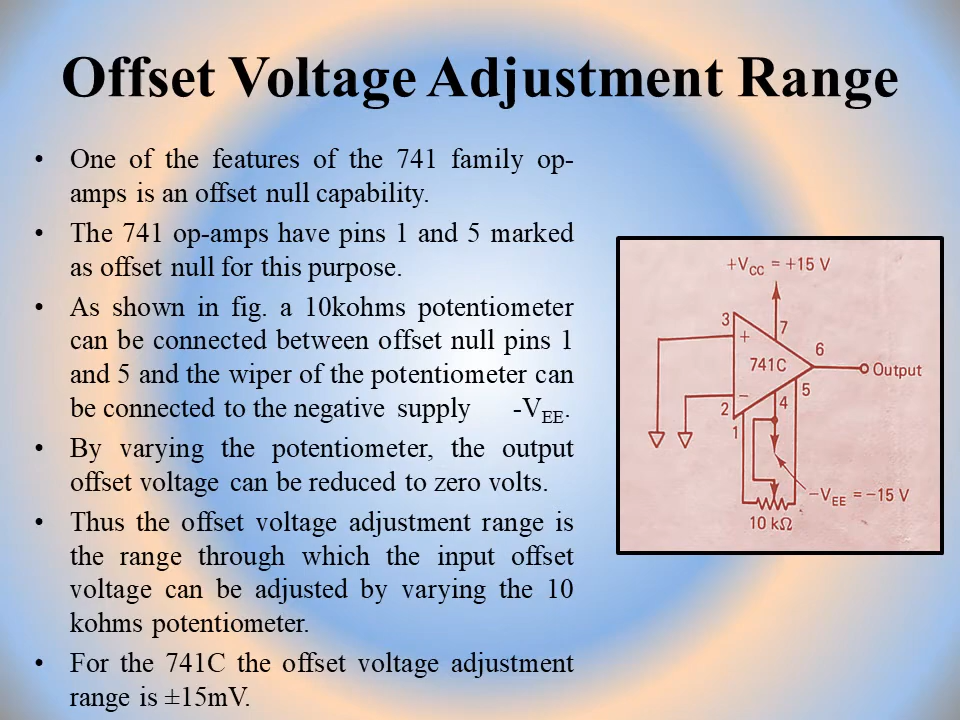 Offset Voltage Adjustment Range
• One of the features of the 741 family op-
amps is an offset null capability.
• The 741 op-amps have pins 1 and 5 marked
as offset null for this purpose.
• As shown in fig. a 10kohms potentiometer
can be connected between offset null pins 1
and 5 and the wiper of the potentiometer can
be connected to the negative supply -VEE.
• By varying the potentiometer, the output
offset voltage can be reduced to zero volts.
• Thus the offset voltage adjustment range is
the range through which the input offset
voltage can be adjusted by varying the 10
kohms potentiometer.
• For the 741C the offset voltage adjustment
range is ±15mV.
+VCC = +15 V
3
7
+
741C
6
Output
−
5
2
4
1
−VEE = −15 V
10 kΩ